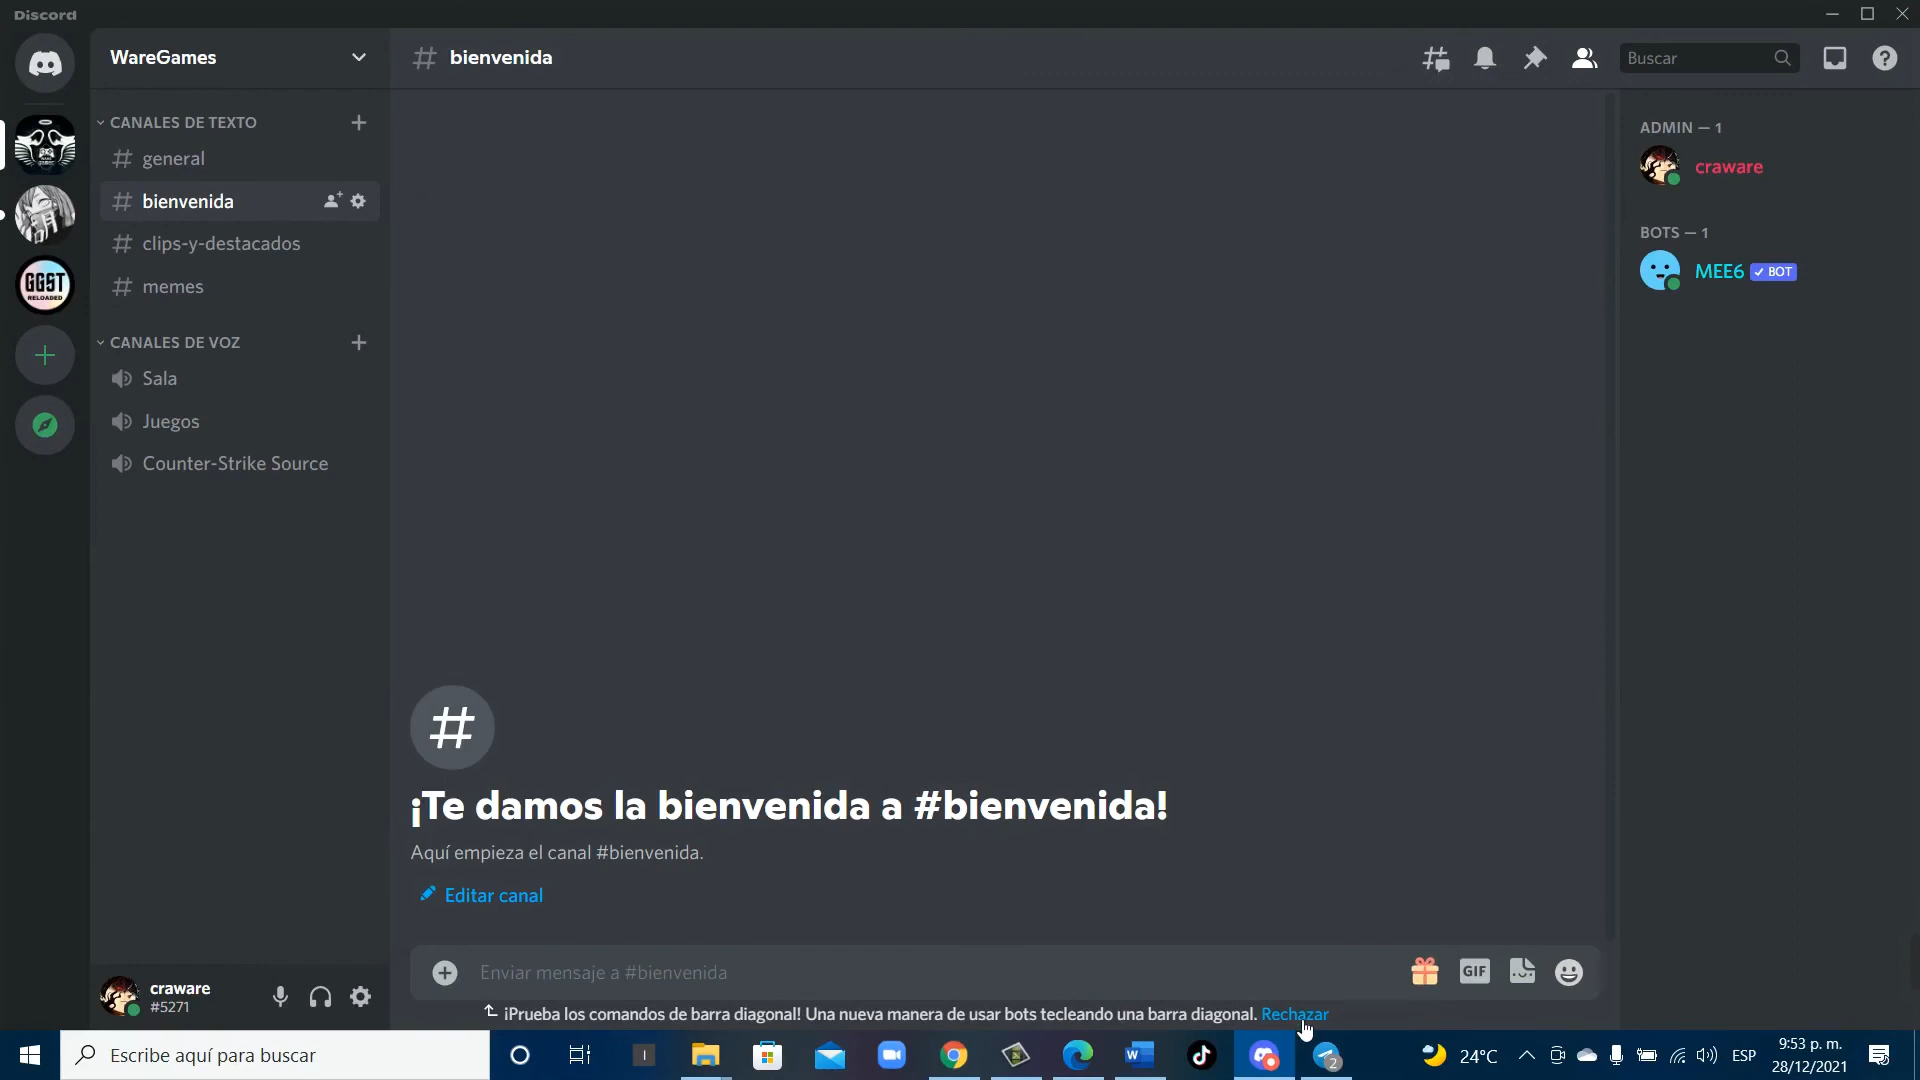 Discord
WareGames
bienvenida
Buscar
CANALES DE TEXTO
general
bienvenida
clips-y-destacados
memes
CANALES DE VOZ
Sala
Juegos
Counter-Strike Source
GGST
RELOADED
ADMIN — 1
craware
BOTS — 1
MEE6 ✓ BOT
#
¡Te damos la bienvenida a #bienvenida!
Aquí empieza el canal #bienvenida.
Editar canal
Enviar mensaje a #bienvenida
GIF
¡Prueba los comandos de barra diagonal! Una nueva manera de usar bots tecleando una barra diagonal. Rechazar
craware
#5271
Escribe aquí para buscar
W
2
24°C
ESP
9:53 p. m.
28/12/2021